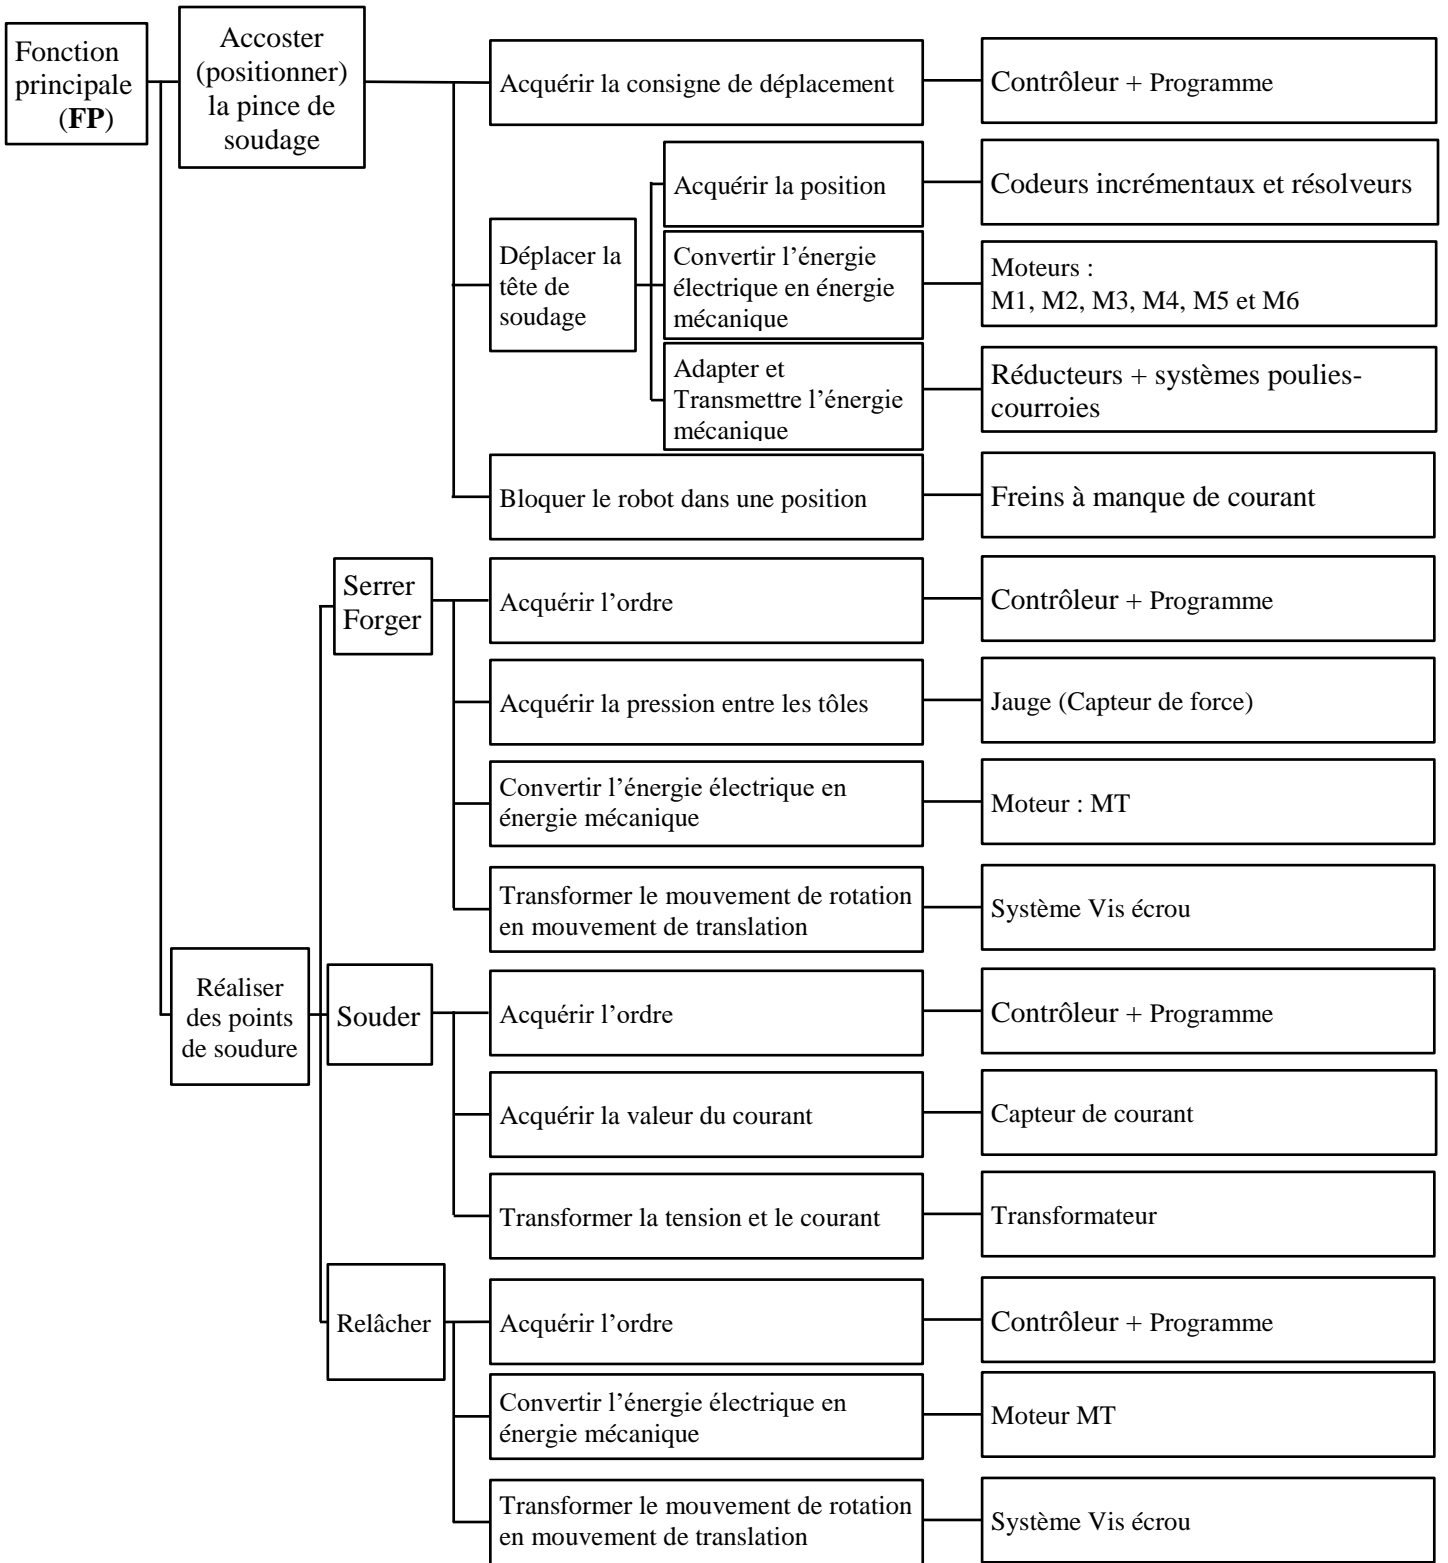 Fonction
principale
(FP)
Accoster
(positionner)
la pince de
soudage
Acquérir la consigne de déplacement
Contrôleur + Programme
Déplacer la
tête de
soudage
Acquérir la position
Codeurs incrémentaux et résolveurs
Convertir l’énergie
électrique en énergie
mécanique
Moteurs :
M1, M2, M3, M4, M5 et M6
Adapter et
Transmettre l’énergie
mécanique
Réducteurs + systèmes poulies-
courroies
Bloquer le robot dans une position
Freins à manque de courant
Réaliser
des points
de soudure
Serrer
Forger
Acquérir l’ordre
Contrôleur + Programme
Acquérir la pression entre les tôles
Jauge (Capteur de force)
Convertir l’énergie électrique en
énergie mécanique
Moteur : MT
Transformer le mouvement de rotation
en mouvement de translation
Système Vis écrou
Souder
Acquérir l’ordre
Contrôleur + Programme
Acquérir la valeur du courant
Capteur de courant
Transformer la tension et le courant
Transformateur
Relâcher
Acquérir l’ordre
Contrôleur + Programme
Convertir l’énergie électrique en
énergie mécanique
Moteur MT
Transformer le mouvement de rotation
en mouvement de translation
Système Vis écrou